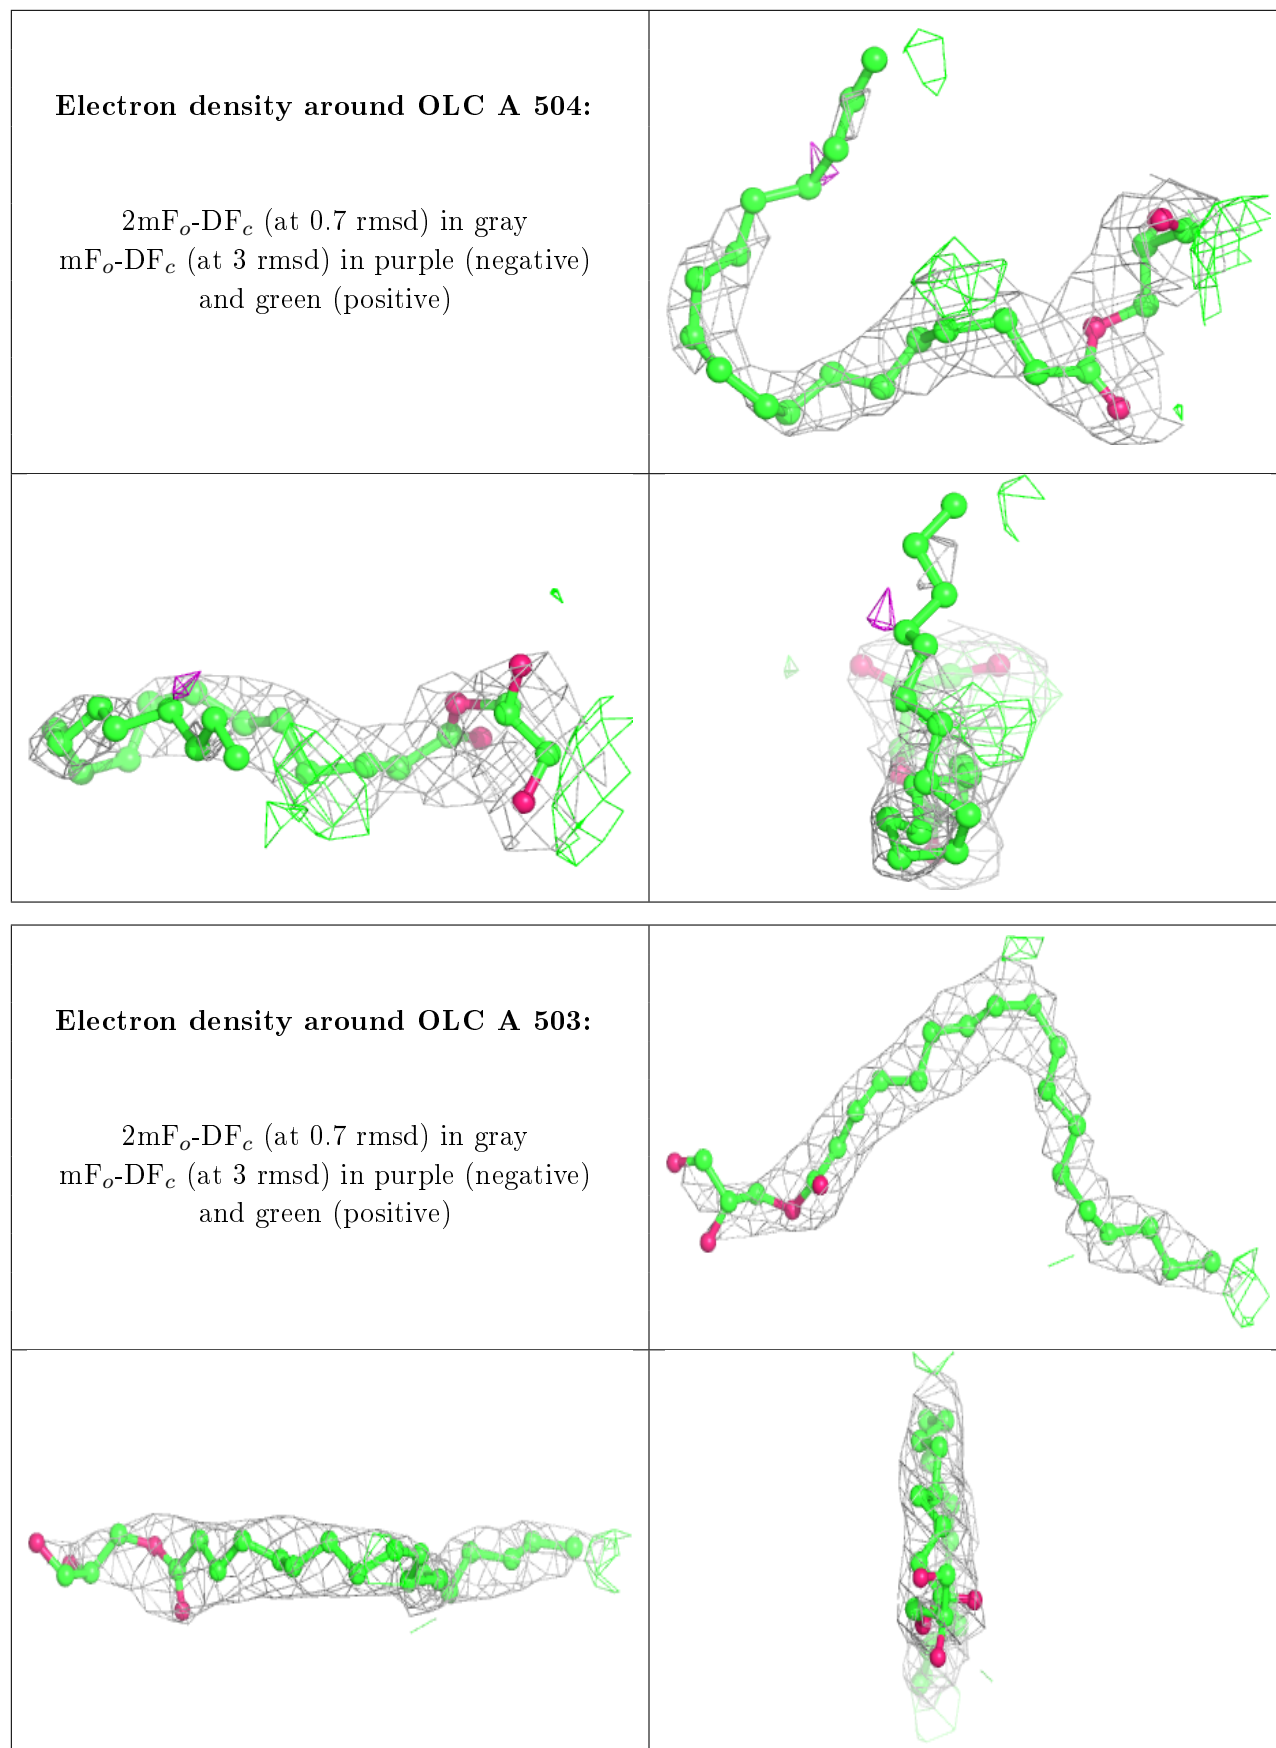 Electron density around OLC A 504:
2mFo-DFc (at 0.7 rmsd) in gray
mFo-DFc (at 3 rmsd) in purple (negative)
and green (positive)
Electron density around OLC A 503:
2mFo-DFc (at 0.7 rmsd) in gray
mFo-DFc (at 3 rmsd) in purple (negative)
and green (positive)